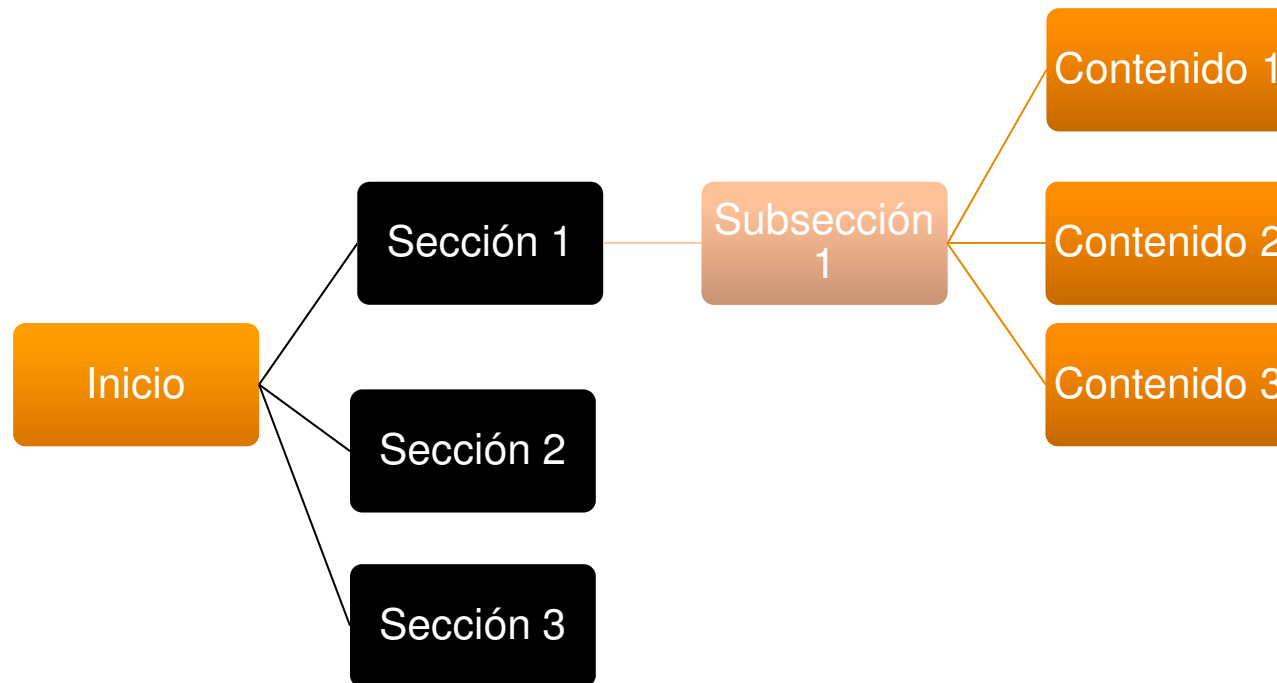 Inicio
Sección 1
Sección 2
Sección 3
Subsección
1
Contenido 1
Contenido 2
Contenido 3